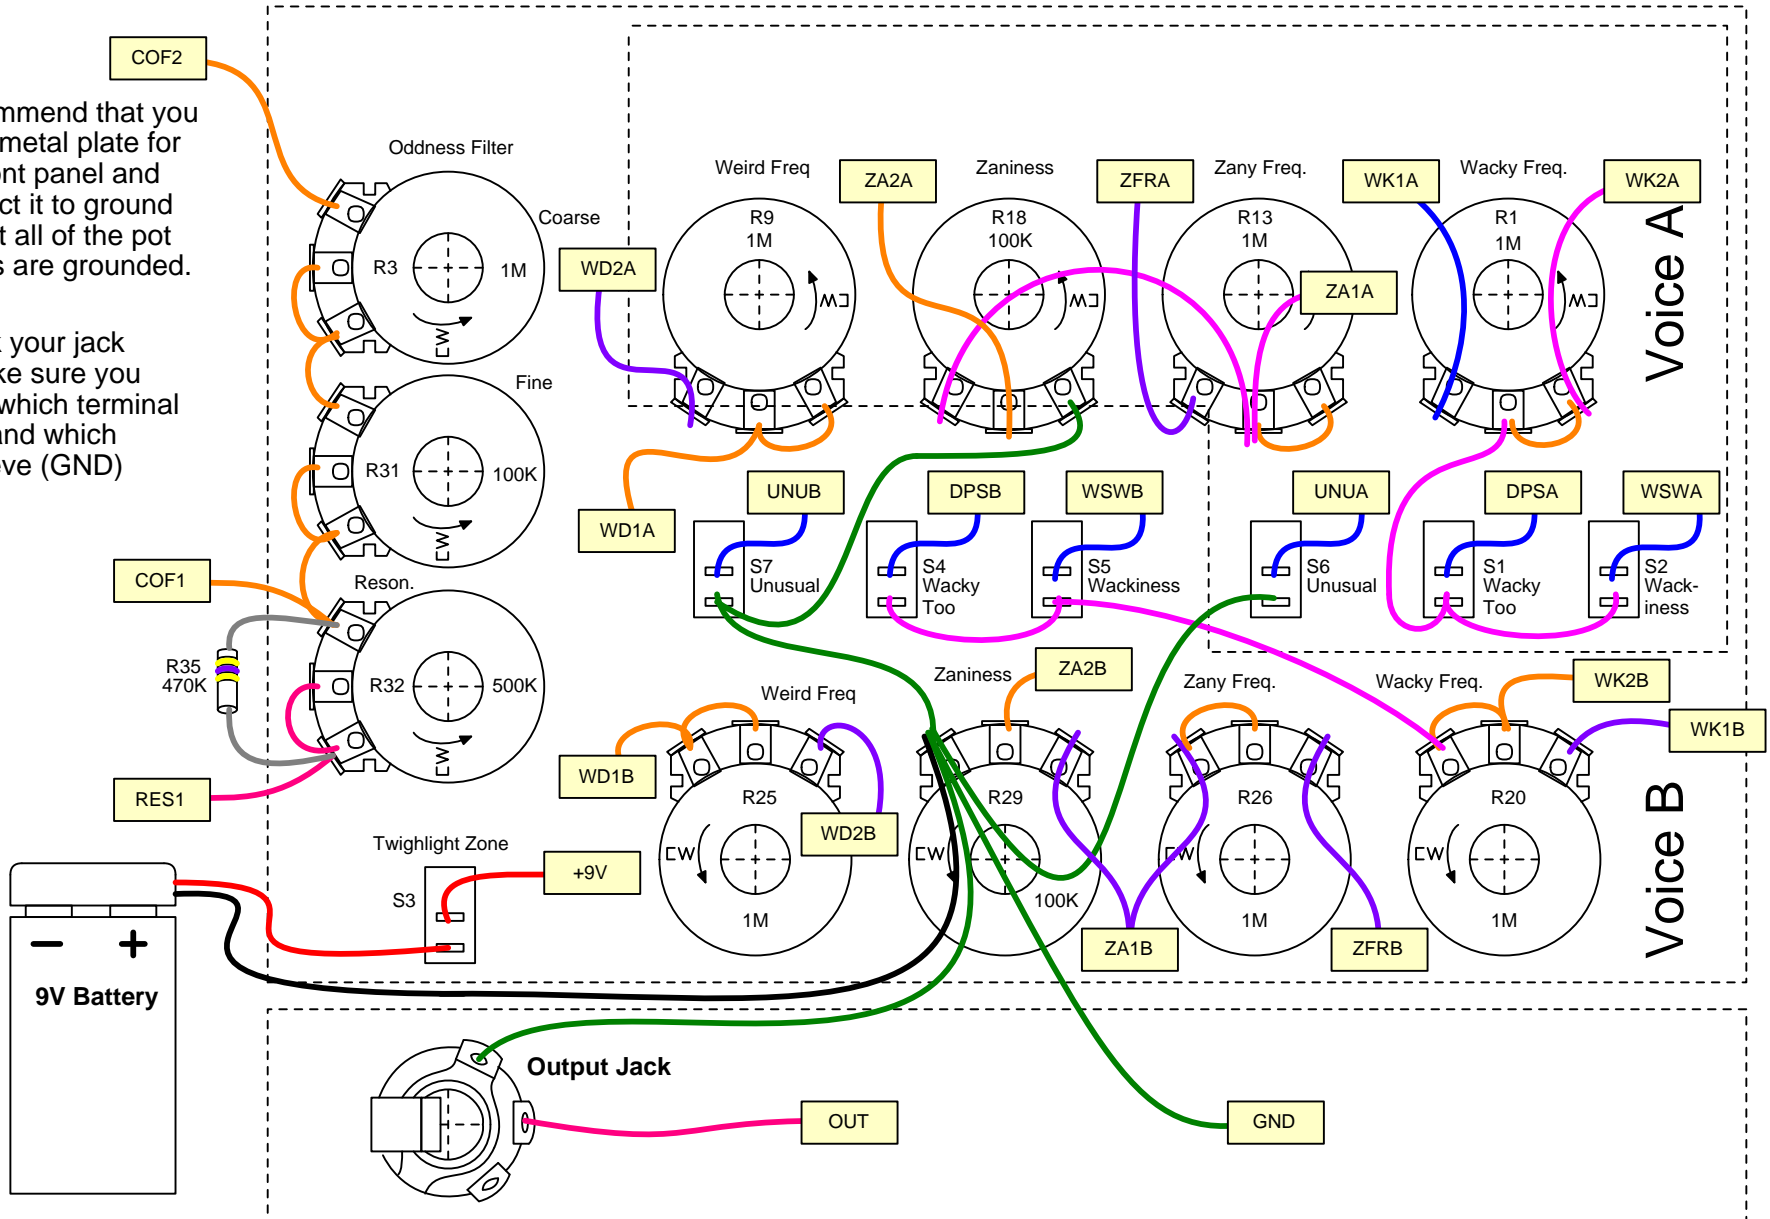 COF2
mmend that you
metal plate for
ont panel and
ct it to ground
t all of the pot
s are grounded.
k your jack
ke sure you
which terminal
and which
eve (GND)
Oddness Filter
Coarse
R3
1M
CW
Fine
R31
100K
CW
COF1
Reson.
R32
500K
CW
R35
470K
RES1
Weird Freq
R9
1M
CW
WD2A
WD1A
ZA2A
Zaniness
R18
100K
CW
ZFRA
Zany Freq.
R13
1M
ZA1A
WK1A
Wacky Freq.
R1
1M
CW
WK2A
Voice A
UNUB
S7
Unusual
DPSB
S4
Wacky
Too
WSWB
S5
Wackiness
UNUA
S6
Unusual
DPSA
S1
Wacky
Too
WSWA
S2
Wack-
iness
Weird Freq
WD1B
R25
CW
1M
WD2B
Zaniness
ZA2B
R29
CW
100K
ZA1B
Zany Freq.
R26
CW
1M
ZFRB
Wacky Freq.
WK2B
WK1B
R20
CW
1M
Voice B
Twighlight Zone
S3
+9V
− +
9V Battery
Output Jack
OUT
GND